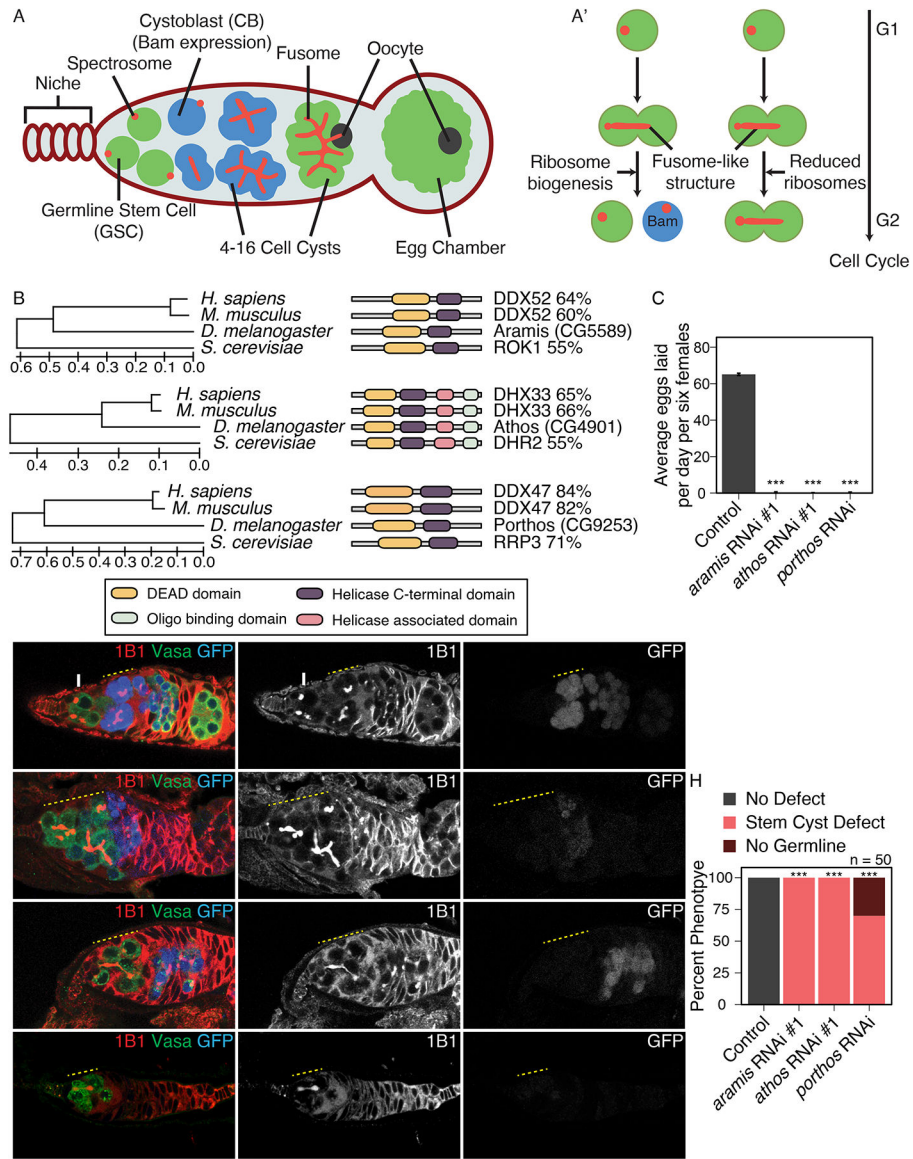 A
Cystoblast (CB)
(Bam expression)
Spectrosome
Fusome
Oocyte
Niche
Germline Stem Cell
(GSC)
4-16 Cell Cysts
Egg Chamber
A'
G1
Ribosome
biogenesis
Fusome-like
structure
Reduced
ribosomes
Bam
G2
Cell Cycle
B
H. sapiens
DDX52 64%
M. musculus
DDX52 60%
D. melanogaster
Aramis (CG5589)
S. cerevisiae
ROK1 55%
0.6 0.5 0.4 0.3 0.2 0.1 0.0
H. sapiens
DHX33 65%
M. musculus
DHX33 66%
D. melanogaster
Athos (CG4901)
S. cerevisiae
DHR2 55%
0.4 0.3 0.2 0.1 0.0
H. sapiens
DDX47 84%
M. musculus
DDX47 82%
D. melanogaster
Porthos (CG9253)
S. cerevisiae
RRP3 71%
0.7 0.6 0.5 0.4 0.3 0.2 0.1 0.0
DEAD domain
Helicase C-terminal domain
Oligo binding domain
Helicase associated domain
C
Average eggs laid
per day per six females
80
60
40
20
0
*** *** ***
Control
aramis RNAi #1
athos RNAi #1
porthos RNAi
1B1 Vasa GFP
1B1
GFP
1B1 Vasa GFP
1B1
GFP
1B1 Vasa GFP
1B1
GFP
1B1 Vasa GFP
1B1
GFP
H
No Defect
Stem Cyst Defect
No Germline
n = 50
Percent Phenotpye
100
75
50
25
0
*** *** ***
Control
aramis RNAi #1
athos RNAi #1
porthos RNAi